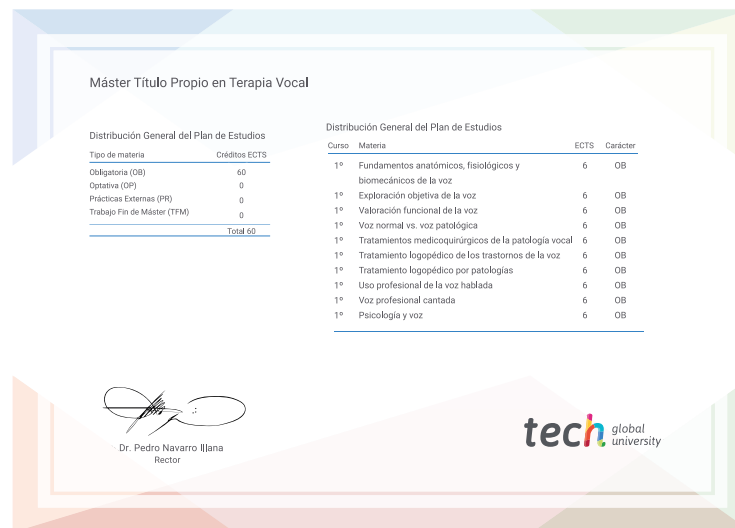 Máster Título Propio en Terapia Vocal
Distribución General del Plan de Estudios
Tipo de materia Créditos ECTS
Obligatoria (OB) 60
Optativa (OP) 0
Prácticas Externas (PR) 0
Trabajo Fin de Máster (TFM) 0
Total 60
Distribución General del Plan de Estudios
Curso Materia ECTS Carácter
1º Fundamentos anatómicos, fisiológicos y 6 OB
biomecánicos de la voz
1º Exploración objetiva de la voz 6 OB
1º Valoración funcional de la voz 6 OB
1º Voz normal vs. voz patológica 6 OB
1º Tratamientos medicoquirúrgicos de la patología vocal 6 OB
1º Tratamiento logopédico de los trastornos de la voz 6 OB
1º Tratamiento logopédico por patologías 6 OB
1º Uso profesional de la voz hablada 6 OB
1º Voz profesional cantada 6 OB
1º Psicología y voz 6 OB
Dr. Pedro Navarro Illana
Rector
tech global
university